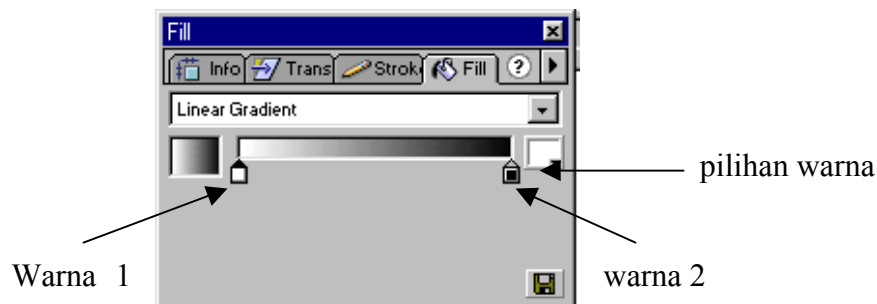 Fill
Info Trans Strok Fill ?
Linear Gradient
pilihan warna
Warna 1
warna 2